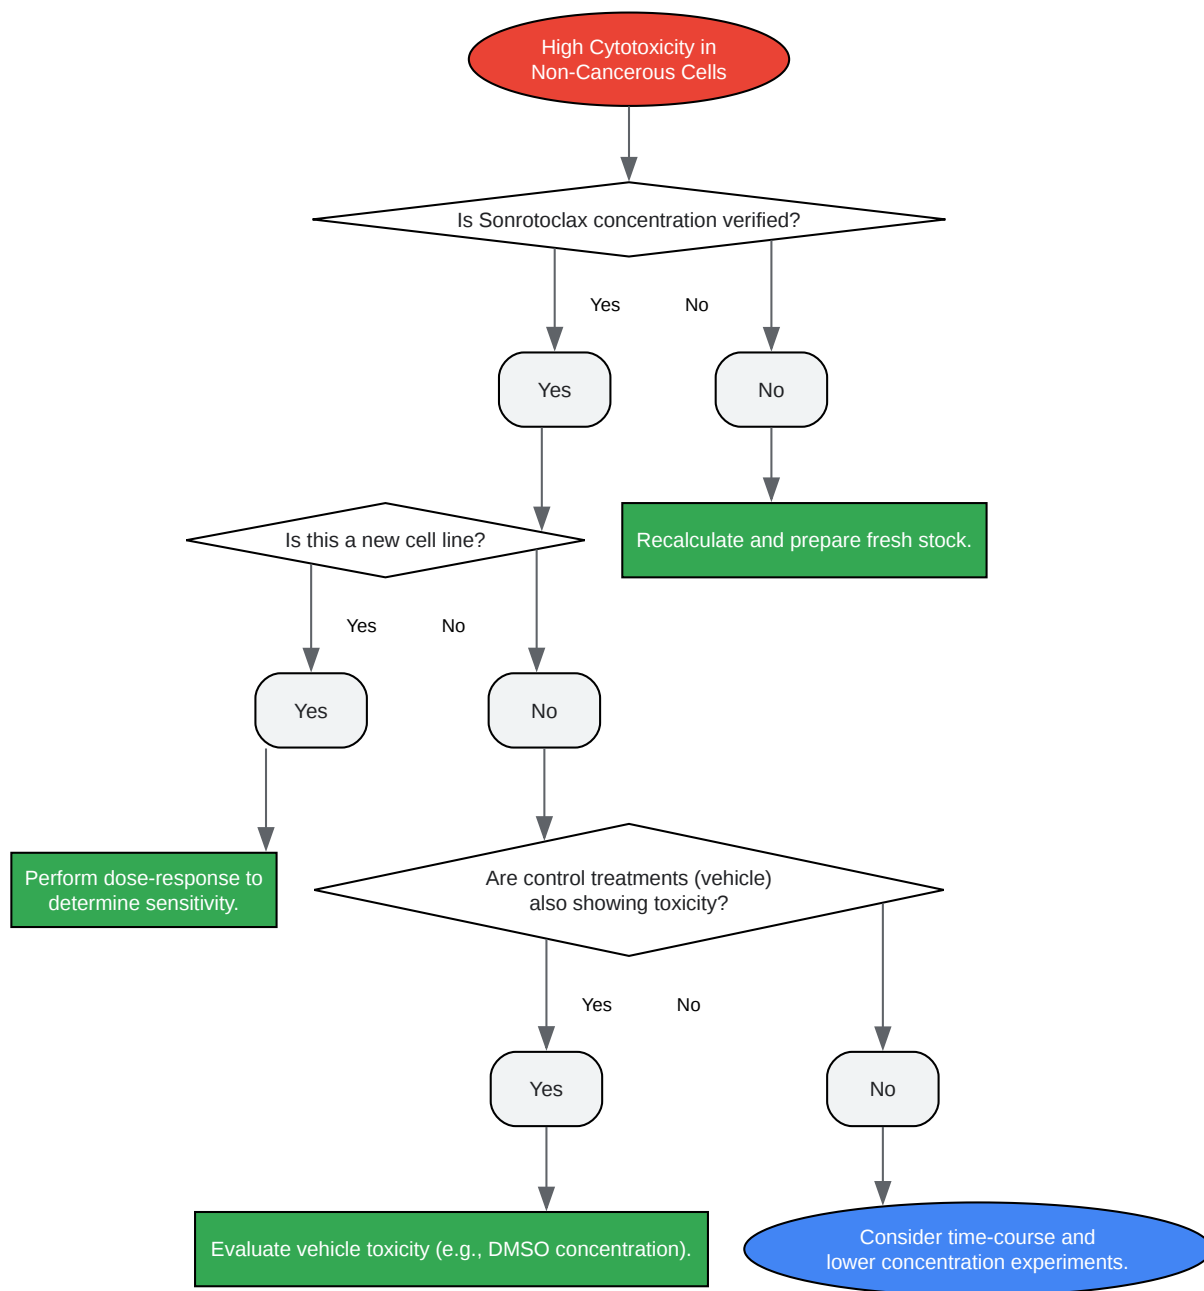 High Cytotoxicity in
Non-Cancerous Cells
Is Sonrotoclax concentration verified?
Yes
No
Yes
No
Is this a new cell line?
Recalculate and prepare fresh stock.
Yes
No
Yes
No
Perform dose-response to
determine sensitivity.
Are control treatments (vehicle)
also showing toxicity?
Yes
No
Yes
No
Evaluate vehicle toxicity (e.g., DMSO concentration).
Consider time-course and
lower concentration experiments.